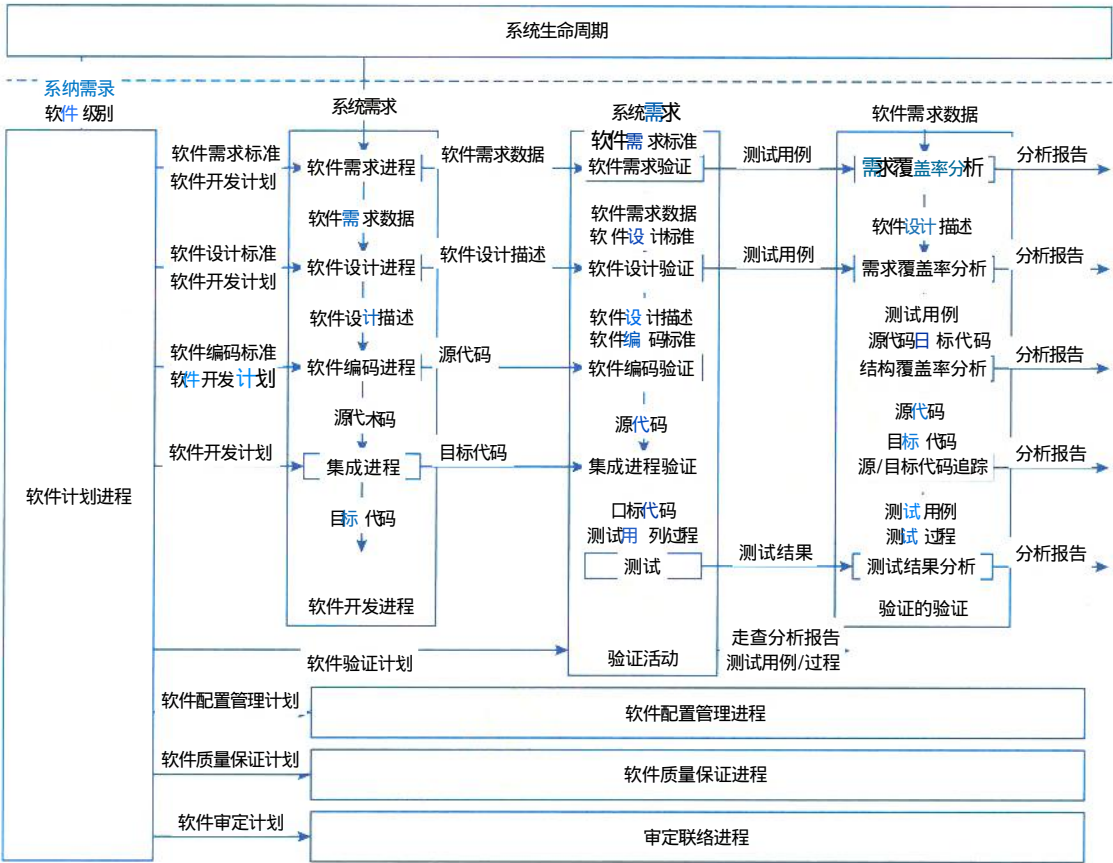 系统生命周期
系纳需录
软件 级别
软件计划进程
软件需求标准
软件开发计划
软件设计标准
软件开发计划
软件编码标准
软件开发计划
软件开发计划
系统需求
软件需求进程
软件需 求数据
软件设计进程
软件设计描述
软件编码进程
源代术码
集成进程
目标 代码
软件开发进程
软件需求数据
软件设计描述
源代码
目标代码
系统需求
软件需 求标准
软件需求验证
软件需求数据
软 件设 计标准
软件设计验证
软件设 计描述
软件编 码标准
软件编码验证
源代码
集成进程验证
口标代码
测试用 列过程
测试
验证活动
测试用例
测试用例
测试结果
软件需求数据
需求覆盖率分析
软件设计 描述
需求覆盖率分析
测试用例
源代码日 标代码
结构覆盖率分析
源代码
目标 代码
源/目标代码追踪
测试用例
测试 过程
测试结果分析
验证的验证
分析报告
分析报告
分析报告
分析报告
分析报告
软件验证计划
走查分析报告
测试用例/过程
软件配置管理计划
软件配置管理进程
软件质量保证计划
软件质量保证进程
软件审定计划
审定联络进程